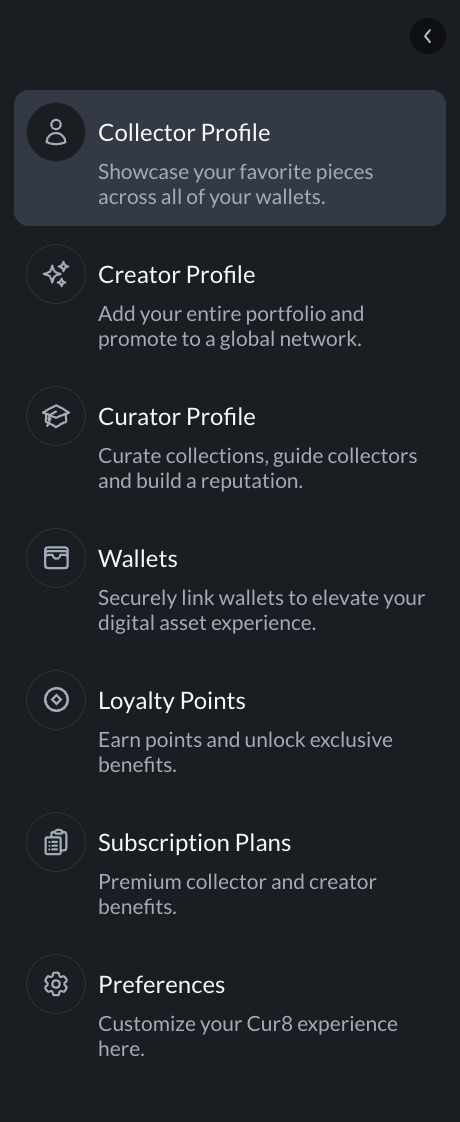 Collector Profile
Showcase your favorite pieces
across all of your wallets.
Creator Profile
Add your entire portfolio and
promote to a global network.
Curator Profile
Curate collections, guide collectors
and build a reputation.
Wallets
Securely link wallets to elevate your
digital asset experience.
Loyalty Points
Earn points and unlock exclusive
benefits.
Subscription Plans
Premium collector and creator
benefits.
Preferences
Customize your Cur8 experience
here.